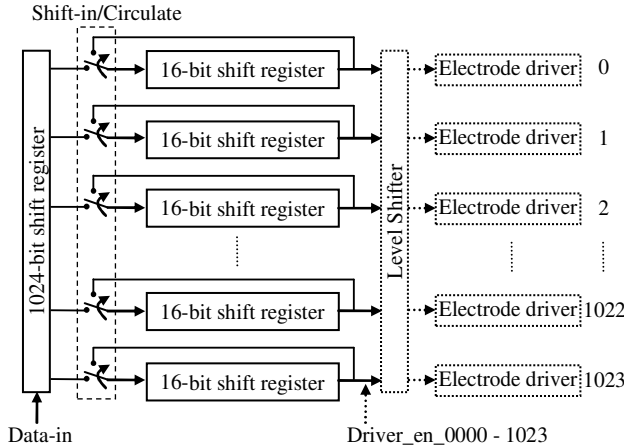 Shift-in/Circulate
1024-bit shift register
16-bit shift register
Level Shifter
Electrode driver 0
16-bit shift register
Electrode driver 1
16-bit shift register
Electrode driver 2
16-bit shift register
Electrode driver 1022
16-bit shift register
Electrode driver 1023
Data-in
Driver_en_0000 - 1023